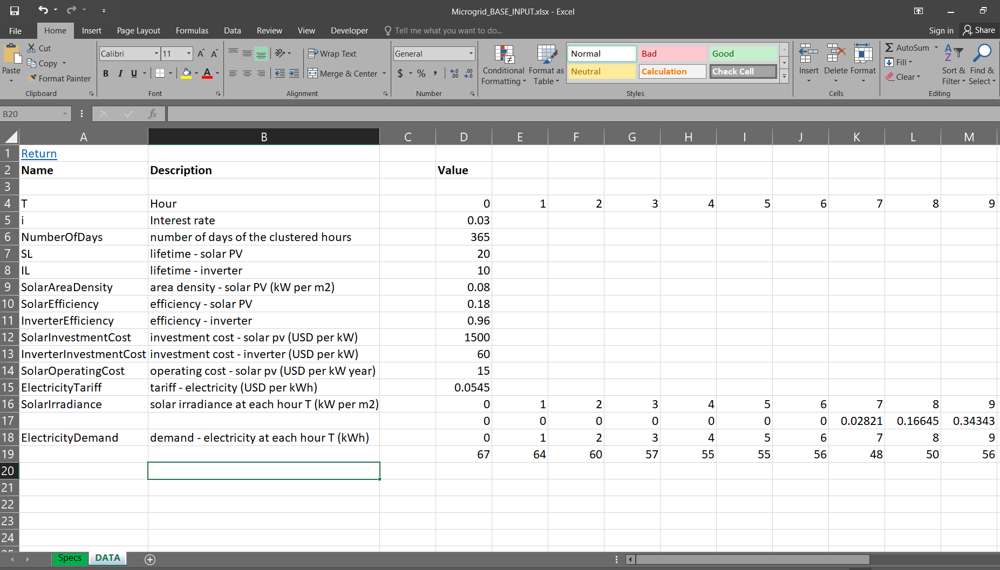 Microgrid_BASE_INPUT.xlsx - Excel
File Home Insert Page Layout Formulas Data Review View Developer Tell me what you want to do... Sign in Share
Paste Cut Copy Format Painter Clipboard
Calibri 11 A A B I U A Font
Wrap Text Merge & Center Alignment
General $ % , .0 .00 .00 .0 Number
Conditional Formatting Format as Table Normal Bad Good Neutral Calculation Check Cell Styles
Insert Delete Format Cells
AutoSum Fill Clear Sort & Filter Find & Select Editing
B20 fx
A B C D E F G H I J K L M
1 Return
2 Name Description Value
3
4 T Hour 0 1 2 3 4 5 6 7 8 9
5 i Interest rate 0.03
6 NumberOfDays number of days of the clustered hours 365
7 SL lifetime - solar PV 20
8 IL lifetime - inverter 10
9 SolarAreaDensity area density - solar PV (kW per m2) 0.08
10 SolarEfficiency efficiency - solar PV 0.18
11 InverterEfficiency efficiency - inverter 0.96
12 SolarInvestmentCost investment cost - solar pv (USD per kW) 1500
13 InverterInvestmentCost investment cost - inverter (USD per kW) 60
14 SolarOperatingCost operating cost - solar pv (USD per kW year) 15
15 ElectricityTariff tariff - electricity (USD per kWh) 0.0545
16 SolarIrradiance solar irradiance at each hour T (kW per m2) 0 1 2 3 4 5 6 7 8 9
17 0 0 0 0 0 0 0 0.02821 0.16645 0.34343
18 ElectricityDemand demand - electricity at each hour T (kWh) 0 1 2 3 4 5 6 7 8 9
19 67 64 60 57 55 55 56 48 50 56
20
21
22
23
24
Specs DATA